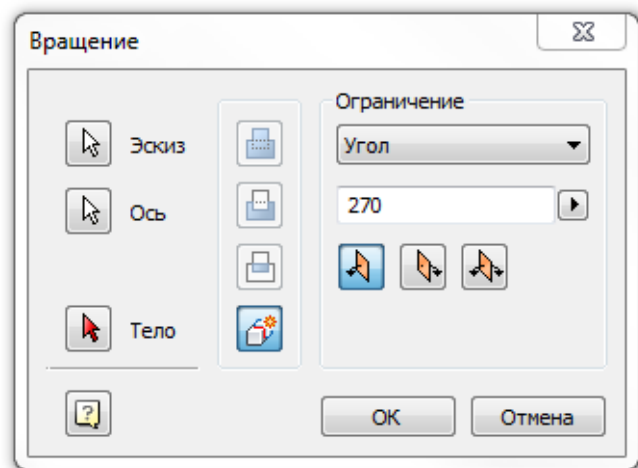 Вращение
Эскиз
Ось
Тело
Ограничение
Угол
270
?
OK
Отмена